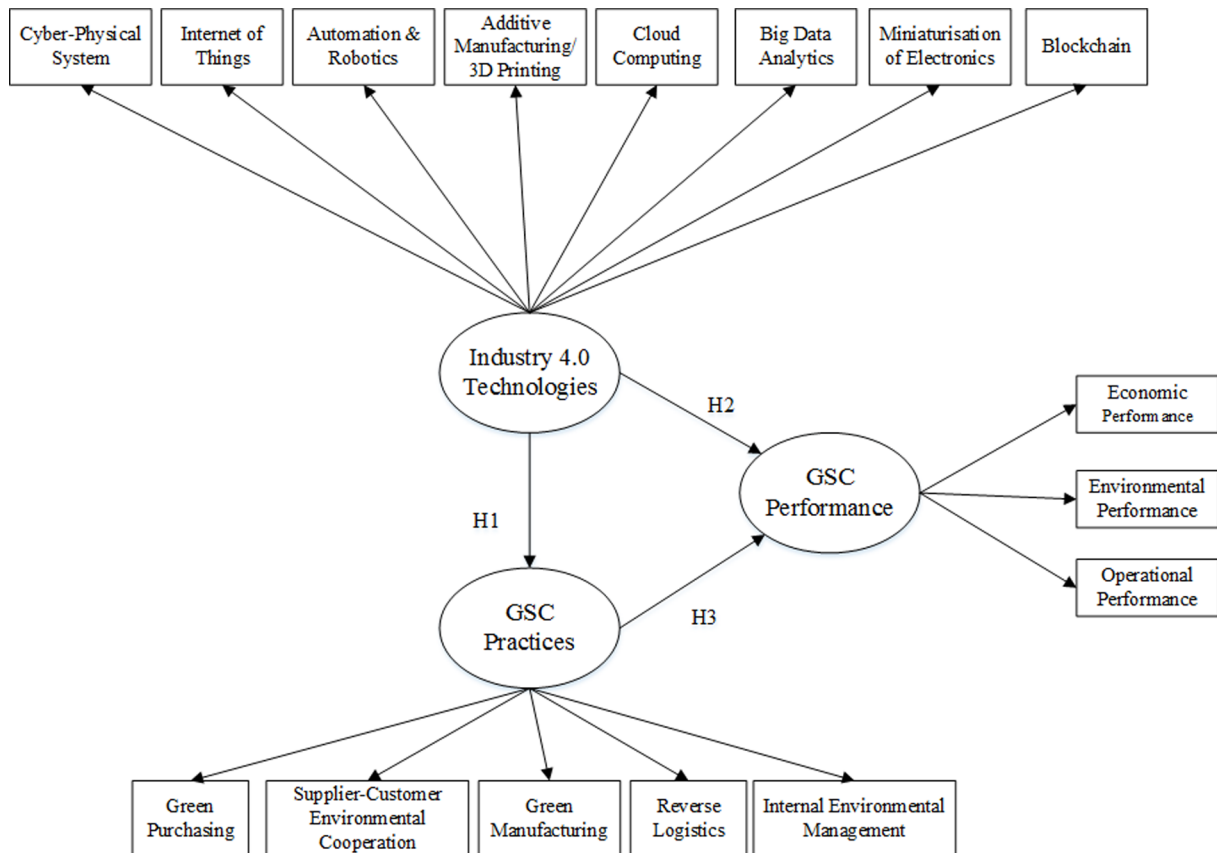 Cyber-Physical
System
Internet of
Things
Automation &
Robotics
Additive
Manufacturing/
3D Printing
Cloud
Computing
Big Data
Analytics
Miniaturisation
of Electronics
Blockchain
Industry 4.0
Technologies
H2
Economic
Performance
GSC
Performance
Environmental
Performance
H1
Operational
Performance
GSC
Practices
H3
Green
Purchasing
Supplier-Customer
Environmental
Cooperation
Green
Manufacturing
Reverse
Logistics
Internal Environmental
Management